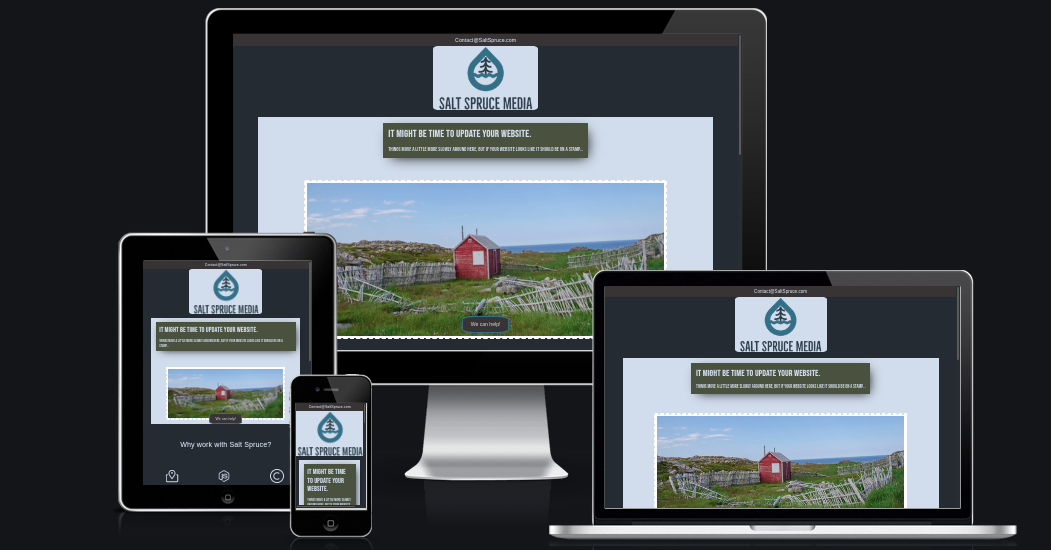 Contact@SaltSpruce.com
SALT SPRUCE MEDIA
IT MIGHT BE TIME TO UPDATE YOUR WEBSITE.
THINGS MOVE A LITTLE MORE SLOWLY AROUND HERE, BUT IF YOUR WEBSITE LOOKS LIKE IT SHOULD BE ON A STAMP...
We can help!
Contact@SaltSpruce.com
SALT SPRUCE MEDIA
IT MIGHT BE TIME TO UPDATE YOUR WEBSITE.
THINGS MOVE A LITTLE MORE SLOWLY AROUND HERE, BUT IF YOUR WEBSITE LOOKS LIKE IT SHOULD BE ON A
STAMP...
We can help!
Why work with Salt Spruce?
JS
C
Contact@SaltSpruce.com
SALT SPRUCE MEDIA
IT MIGHT BE TIME
TO UPDATE YOUR
WEBSITE.
THINGS MOVE A LITTLE MORE SLOWLY
Contact@SaltSpruce.com
SALT SPRUCE MEDIA
IT MIGHT BE TIME TO UPDATE YOUR WEBSITE.
THINGS MOVE A LITTLE MORE SLOWLY AROUND HERE, BUT IF YOUR WEBSITE LOOKS LIKE IT SHOULD BE ON A STAMP...